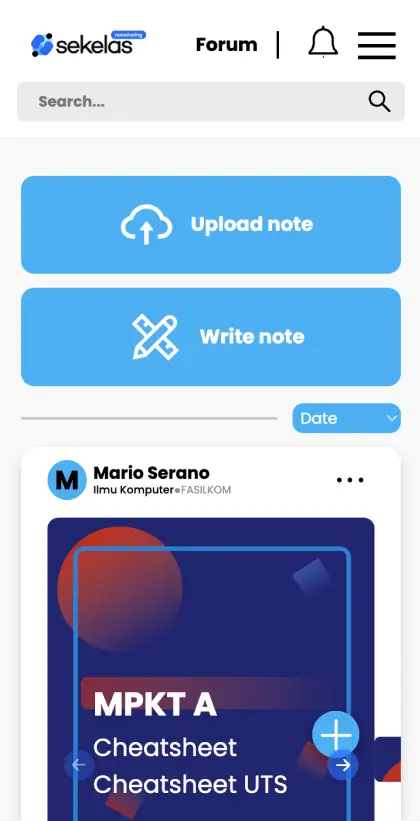 sekelas
notesharing
Forum
Search...
Upload note
Write note
Date
M
Mario Serano
Ilmu Komputer●FASILKOM
MPKT A
Cheatsheet
Cheatsheet UTS